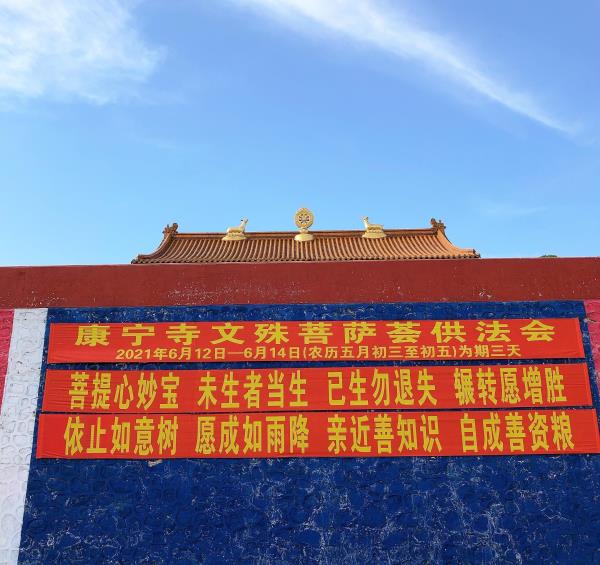 康宁寺文殊菩萨荟供法会
2021年6月12日—6月14日(农历五月初三至初五)为期三天
菩提心妙宝 未生者当生 已生勿退失 辗转愿增胜
依止如意树 愿成如雨降 亲近善知识 自成善资粮